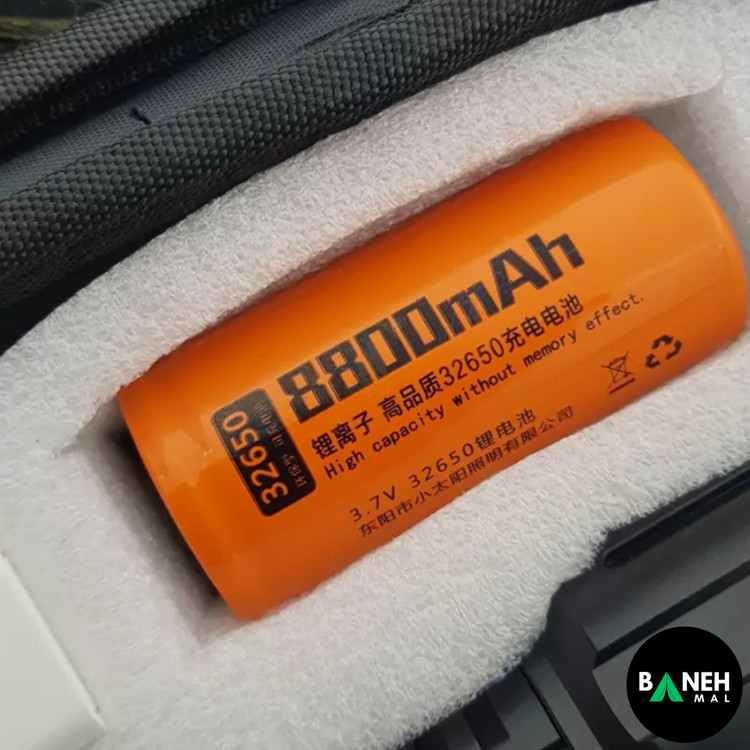 8800mAh
32650
锂离子 高品质32650充电电池
High capacity without memory effect.
3.7V 32650锂电池
东阳市小太阳照明有限公司
BANEH
MAL